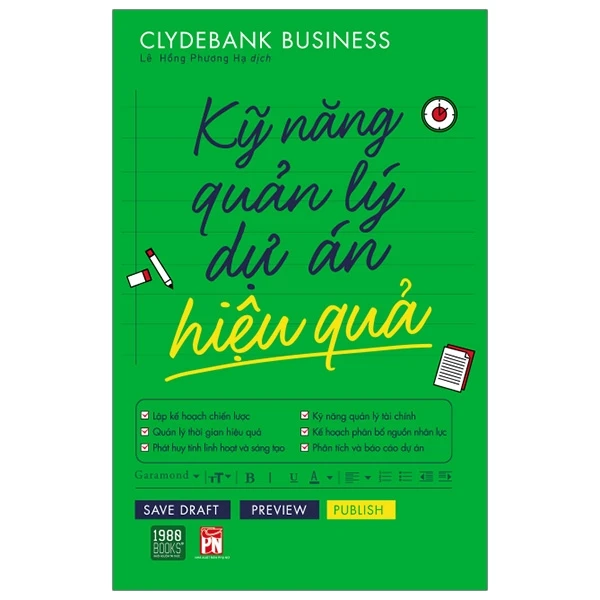 CLYDEBANK BUSINESS
Lê Hồng Phương Hạ dịch
Kỹ năng
quản lý
dự án
hiệu quả
Lập kế hoạch chiến lược
Quản lý thời gian hiệu quả
Phát huy tính linh hoạt và sáng tạo
Kỹ năng quản lý tài chính
Kế hoạch phân bổ nguồn nhân lực
Phân tích và báo cáo dự án
Garamond TT B I U A
SAVE DRAFT PREVIEW PUBLISH
1980
BOOKS
PN